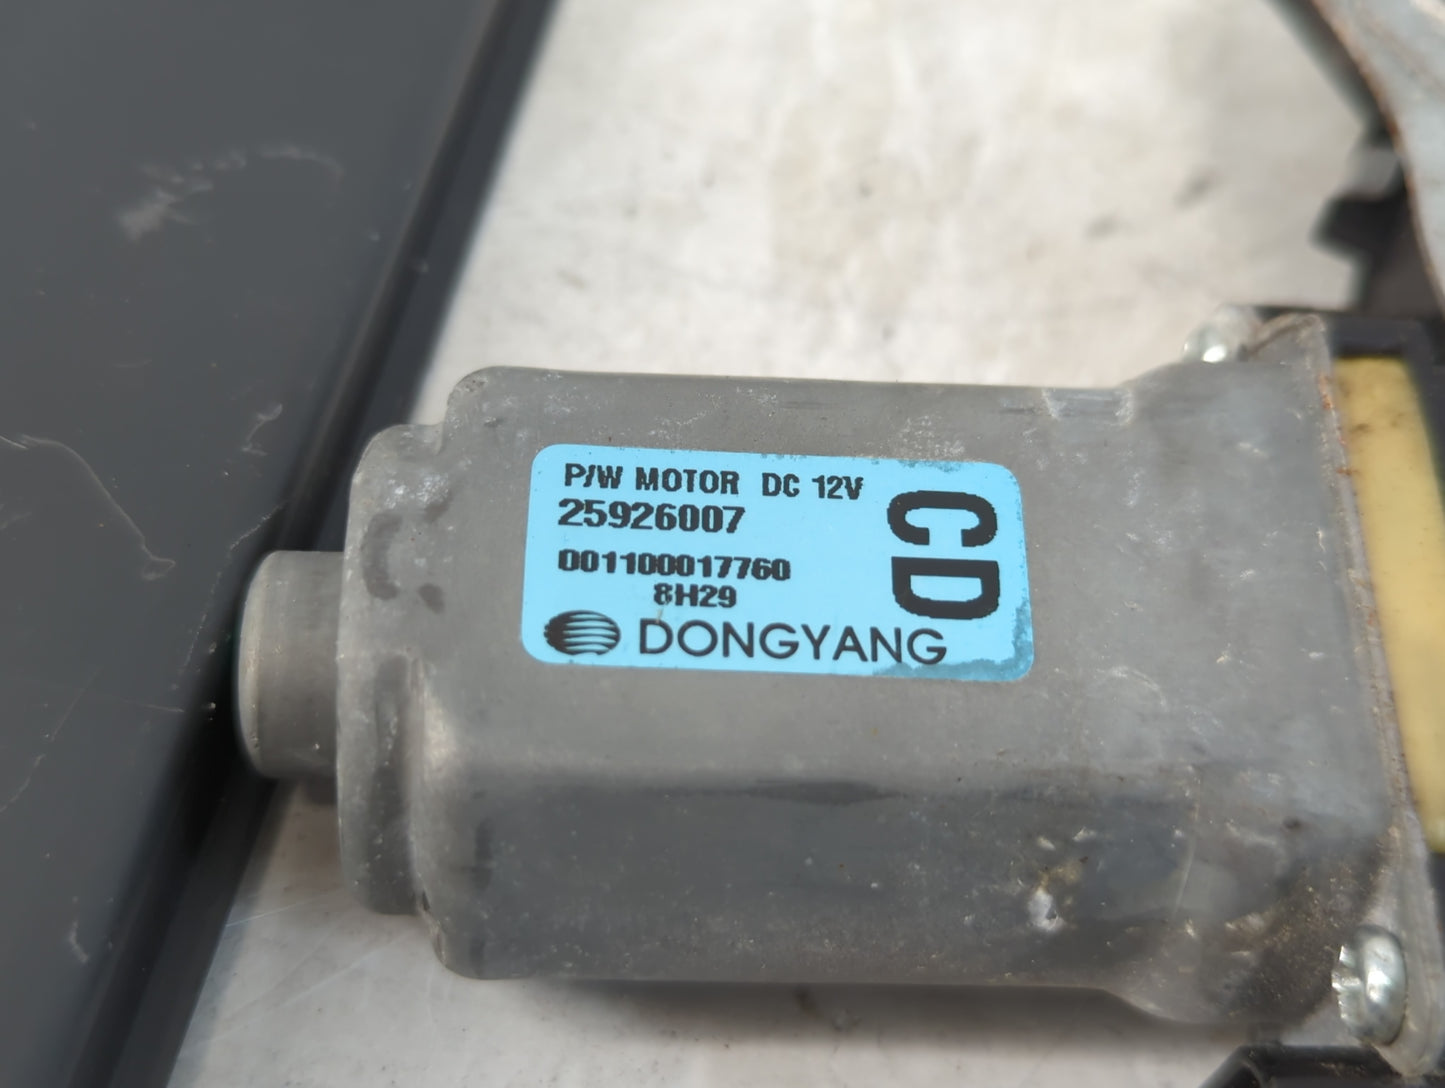 P/W MOTOR DC 12V
25926007
001100017760
8H29
DONGYANG
CD